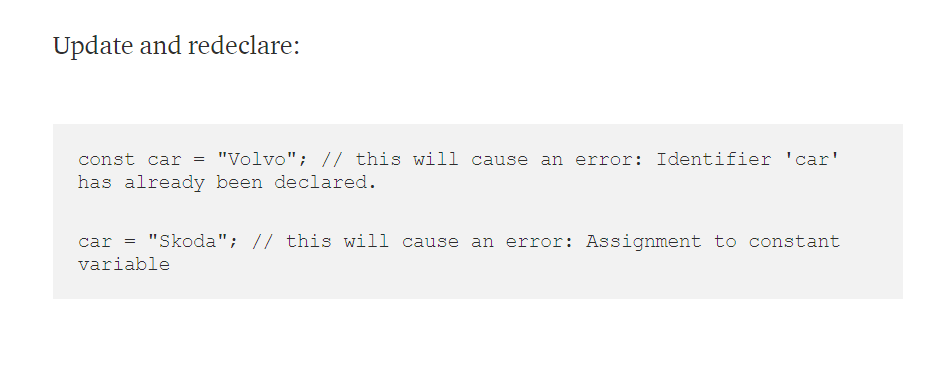 Update and redeclare:
const car = "Volvo"; // this will cause an error: Identifier 'car'
has already been declared.
car = "Skoda"; // this will cause an error: Assignment to constant
variable